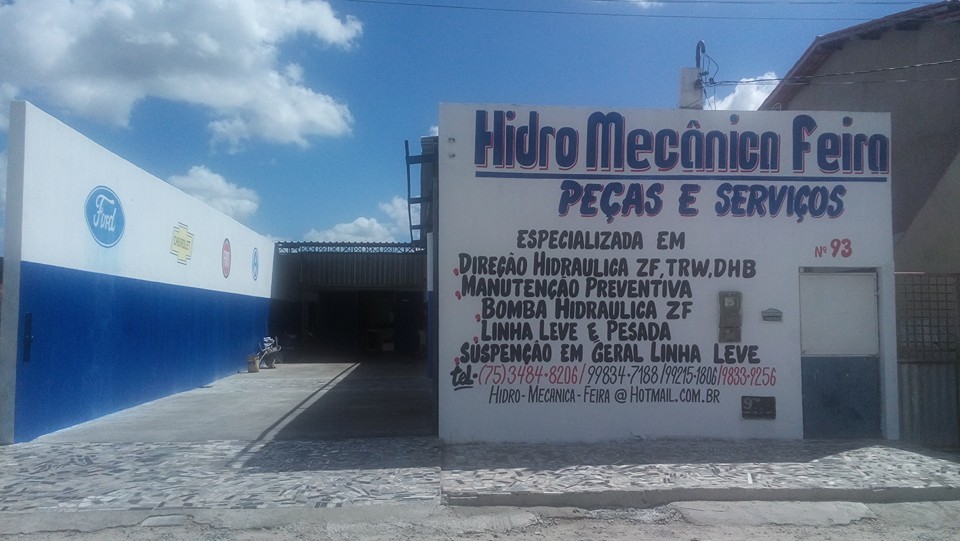 Hidro Mecânica Feira
PEÇAS E SERVIÇOS
Nº 93
ESPECIALIZADA EM
DIREÇÃO HIDRAULICA ZF,TRW,DHB
MANUTENÇÃO PREVENTIVA
BOMBA HIDRAULICA ZF
LINHA LEVE E PESADA
SUSPENÇÃO EM GERAL LINHA LEVE
tel-(75)3484-8206/99834-7188/99215-1806/9833-9256
HIDRO-MECANICA-FEIRA@HOTMAIL.COM.BR
Ford
CHEVROLET